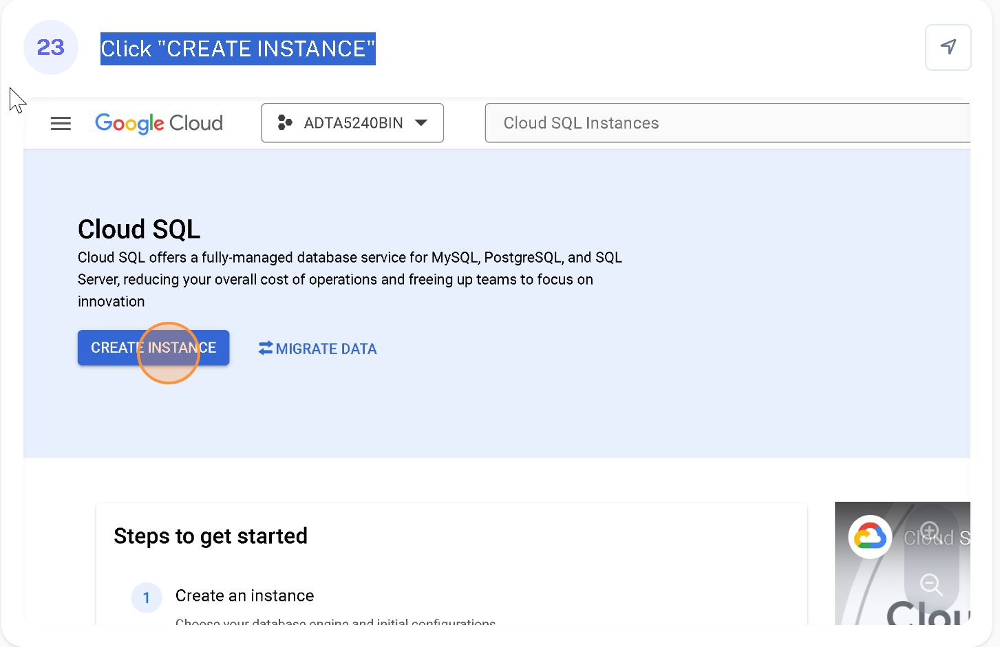 23
Click "CREATE INSTANCE"
Google Cloud
ADTA5240BIN
Cloud SQL Instances
Cloud SQL
Cloud SQL offers a fully-managed database service for MySQL, PostgreSQL, and SQL
Server, reducing your overall cost of operations and freeing up teams to focus on
innovation
CREATE INSTANCE
MIGRATE DATA
Steps to get started
Cloud S
1
Create an instance
Clou
Choose your database engine and initial configurations